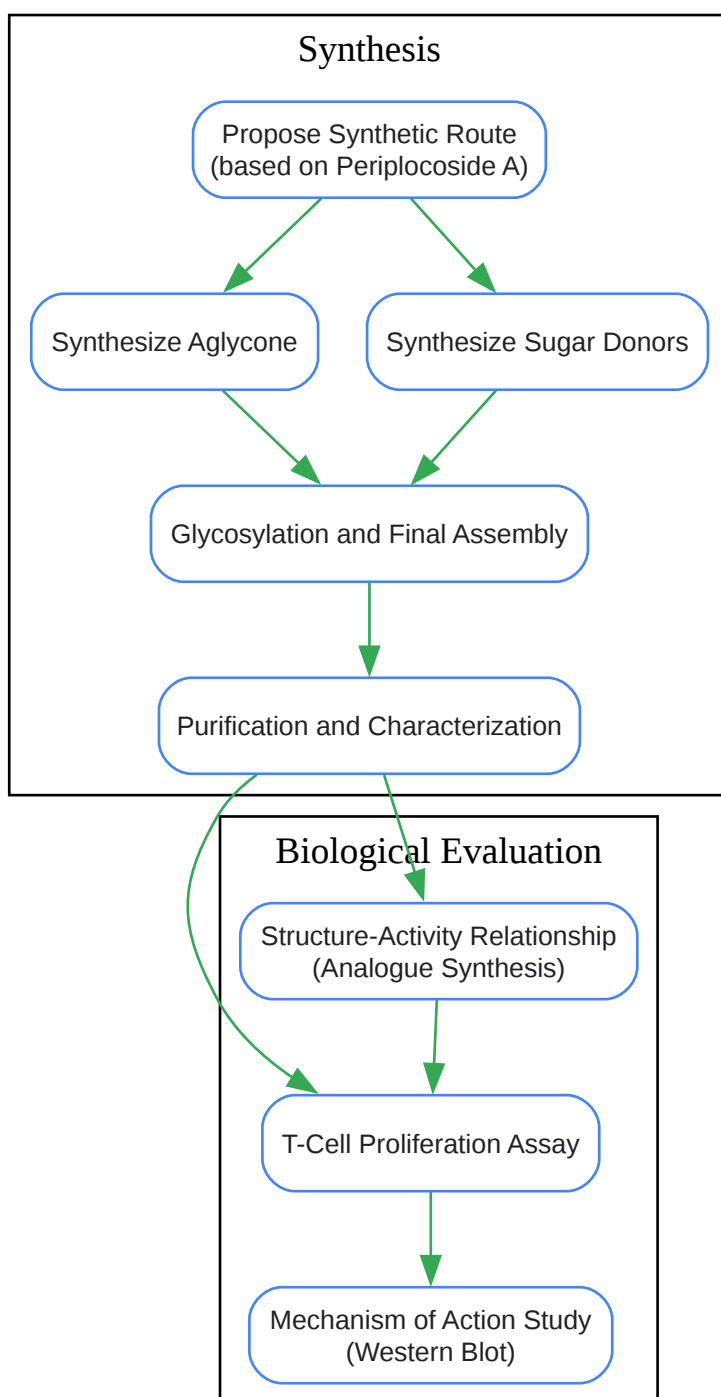 Synthesis
Propose Synthetic Route
(based on Periplocoside A)
Synthesize Aglycone
Synthesize Sugar Donors
Glycosylation and Final Assembly
Purification and Characterization
Biological Evaluation
Structure-Activity Relationship
(Analogue Synthesis)
T-Cell Proliferation Assay
Mechanism of Action Study
(Western Blot)